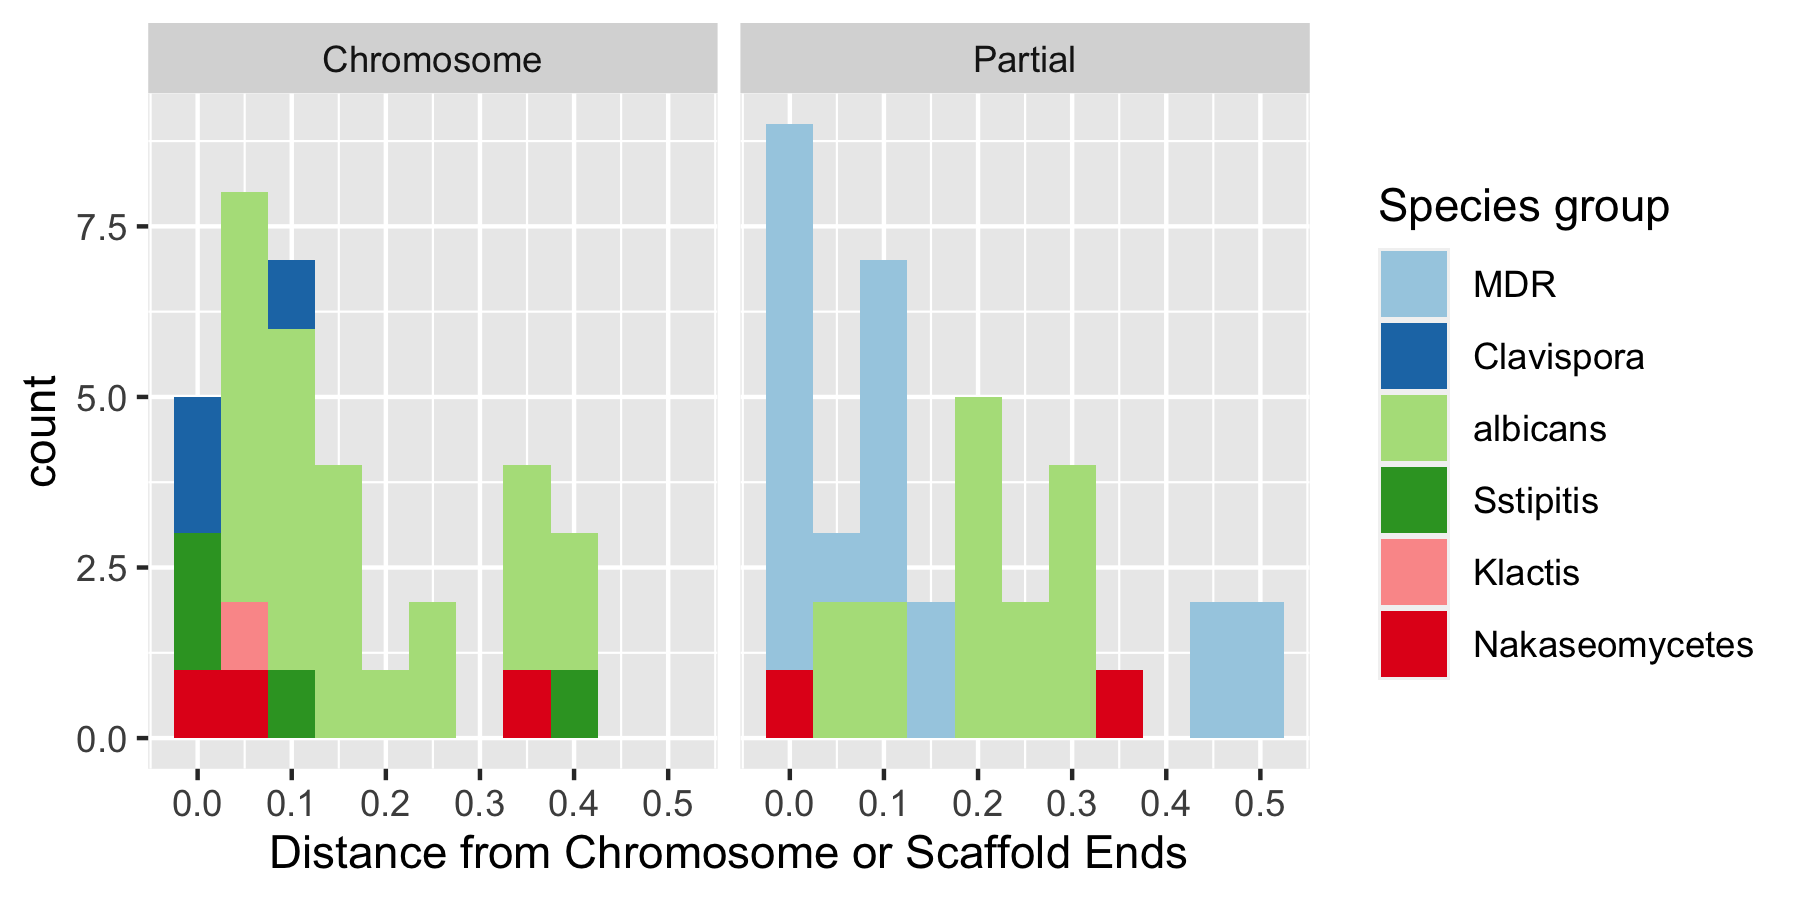 Chromosome
Partial
7.5
5.0
2.5
0.0
count
0.0 0.1 0.2 0.3 0.4 0.5
0.0 0.1 0.2 0.3 0.4 0.5
Distance from Chromosome or Scaffold Ends
Species group
MDR
Clavispora
albicans
Sstipitis
Klactis
Nakaseomycetes